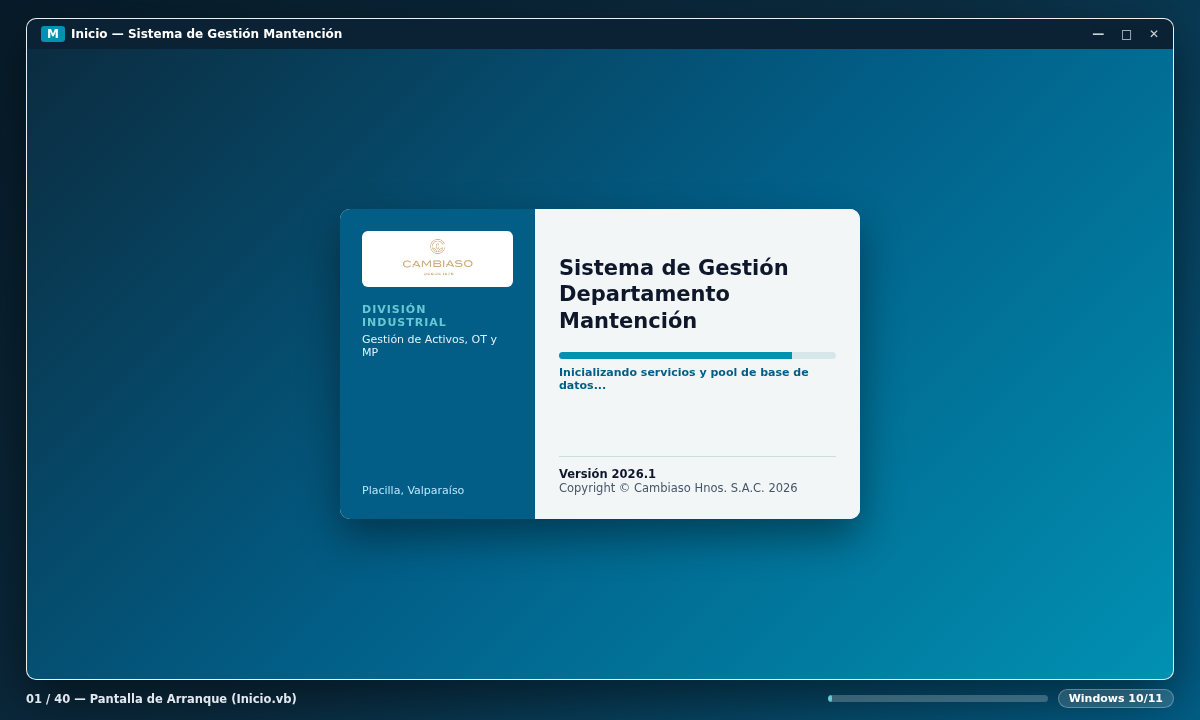 M Inicio — Sistema de Gestión Mantención
CAMBIASO
DESDE 1878
DIVISIÓN
INDUSTRIAL
Gestión de Activos, OT y
MP
Placilla, Valparaíso
Sistema de Gestión
Departamento
Mantención
Inicializando servicios y pool de base de
datos...
Versión 2026.1
Copyright © Cambiaso Hnos. S.A.C. 2026
01 / 40 — Pantalla de Arranque (Inicio.vb)
Windows 10/11